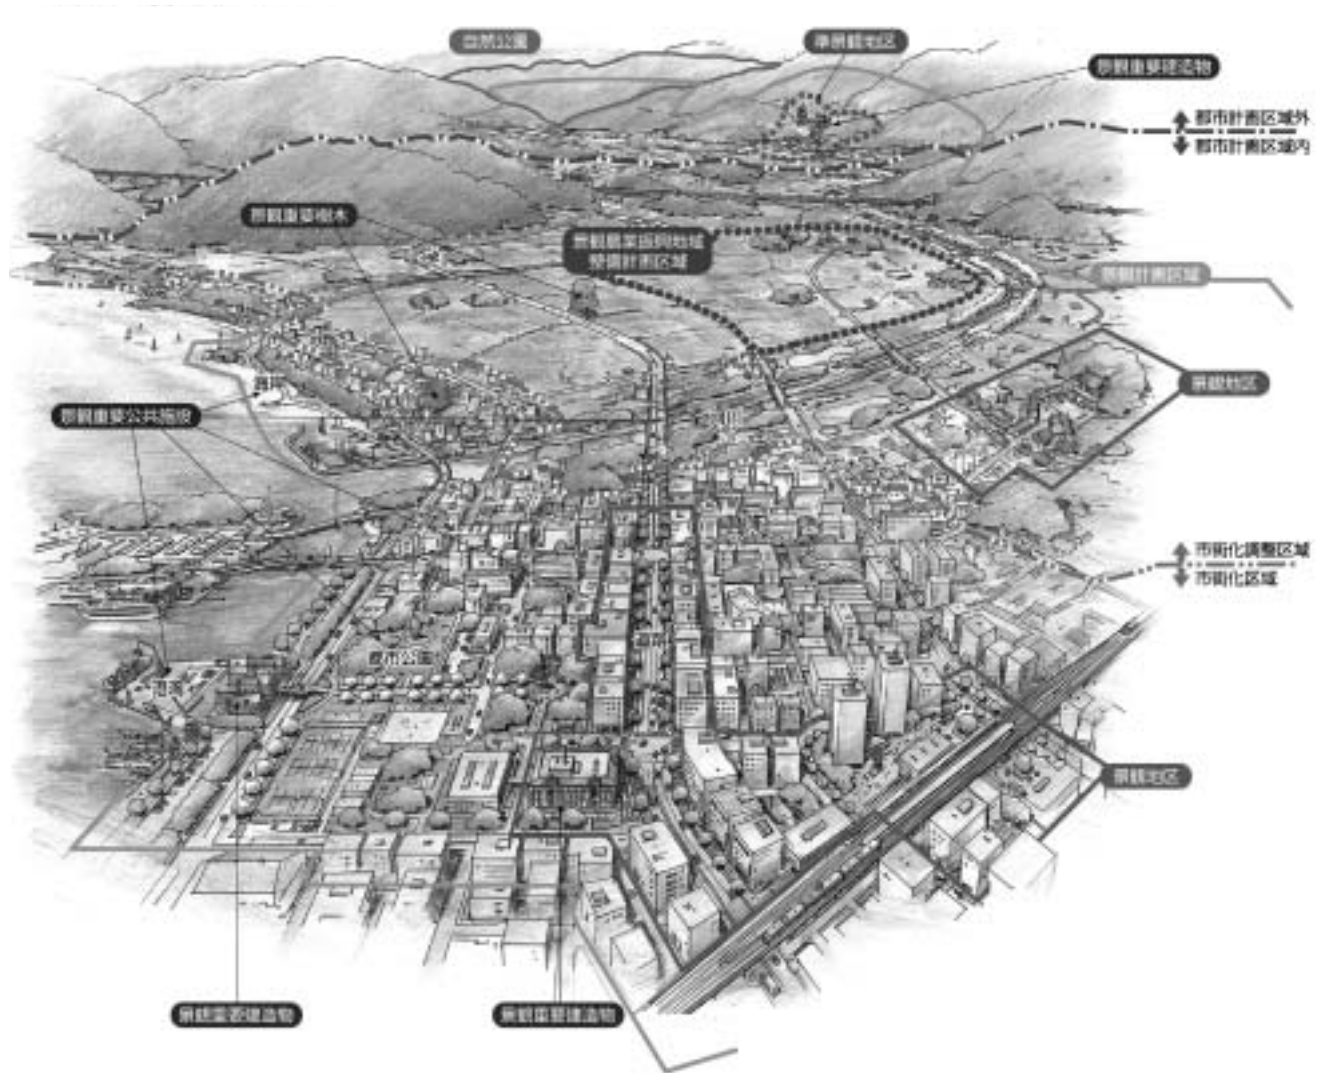 自然公園
準景観地区
景観重要建造物
都市計画区域外
都市計画区域内
景観重要樹木
景観農業振興地域
整備計画区域
景観計画区域
景観地区
景観重要公共施設
市街化調整区域
市街化区域
道路
景観地区
景観重要建造物
景観重要建造物